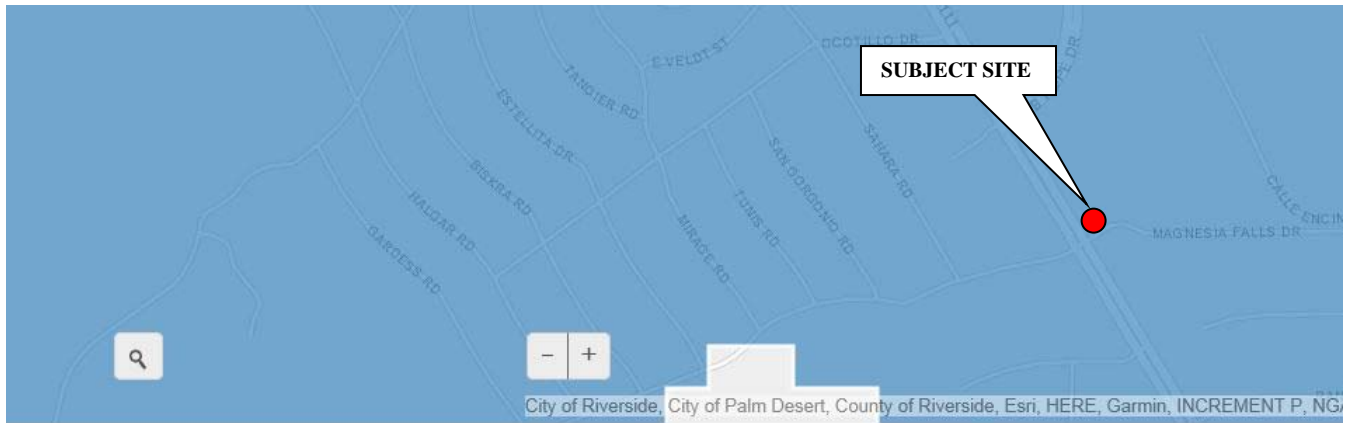 OCOTILLO DR
E VELDT ST
SUBJECT SITE
TANGIER RD
ESTELLITA DR
SAHARA RD
SAN GORGONIO RD
BISKRA RD
TUNIS RD
HALGAR RD
MIRAGE RD
GARDESS RD
CALLE ENCIN
MAGNESIA FALLS DR
− +
City of Riverside, City of Palm Desert, County of Riverside, Esri, HERE, Garmin, INCREMENT P, NGA